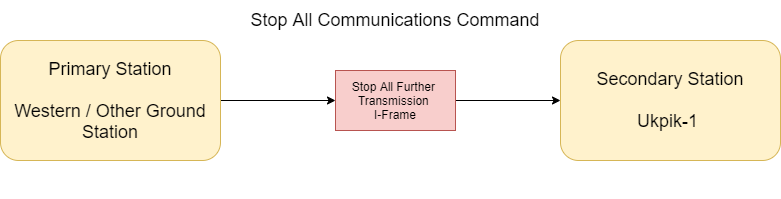 Stop All Communications Command
Primary Station
Western / Other Ground
Station
Stop All Further
Transmission
I-Frame
Secondary Station
Ukpik-1